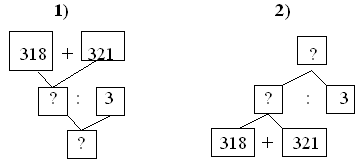 1) 2)
318 + 321
?
? : 3
? : 3
?
318 + 321